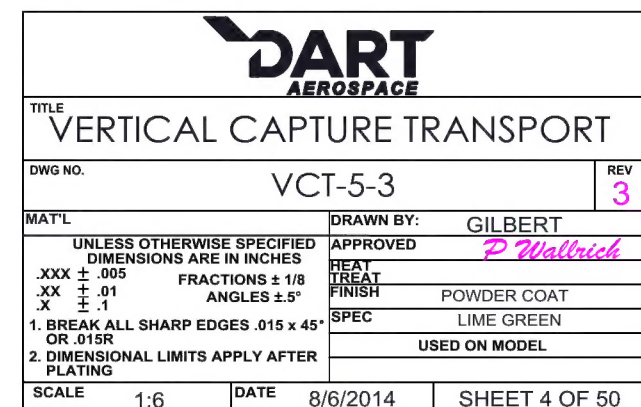 DART
AEROSPACE
TITLE
VERTICAL CAPTURE TRANSPORT
DWG NO.
VCT-5-3
REV
3
MAT'L
DRAWN BY: GILBERT
UNLESS OTHERWISE SPECIFIED
DIMENSIONS ARE IN INCHES
.XXX ± .005
.XX ± .01
.X ± .1
FRACTIONS ± 1/8
ANGLES ±.5°
1. BREAK ALL SHARP EDGES .015 x 45°
OR .015R
2. DIMENSIONAL LIMITS APPLY AFTER
PLATING
APPROVED P Wallrich
HEAT
TREAT
FINISH POWDER COAT
SPEC LIME GREEN
USED ON MODEL
SCALE 1:6
DATE 8/6/2014
SHEET 4 OF 50